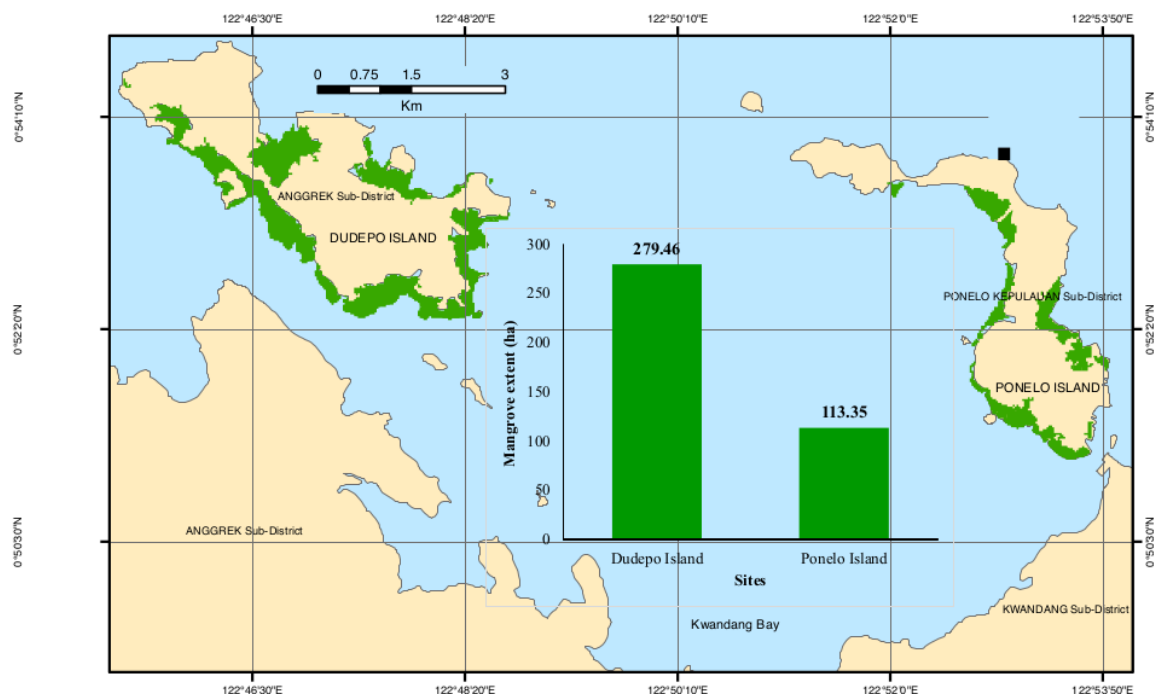 122°46'30"E 122°48'20"E 122°50'10"E 122°52'0"E 122°53'50"E
0 0.75 1.5 3
Km
0°54'10"N 0°54'10"N
ANGGREK Sub-District
DUDEPO ISLAND
PONELO KEPULAUAN Sub-District
0°52'20"N 0°52'20"N
PONELO ISLAND
300
250
200
150
100
50
0
Mangrove extent (ha)
279.46
113.35
Dudepo Island Ponelo Island
Sites
ANGGREK Sub-District
0°50'30"N 0°50'30"N
KWANDANG Sub-District
Kwandang Bay
122°46'30"E 122°48'20"E 122°50'10"E 122°52'0"E 122°53'50"E